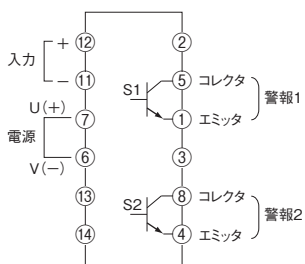 入力
+ ⑫
− ⑪
電源
U(+) ⑦
V(−) ⑥
⑬
⑭
②
S1
⑤ コレクタ
① エミッタ
警報1
③
S2
⑧ コレクタ
④ エミッタ
警報2